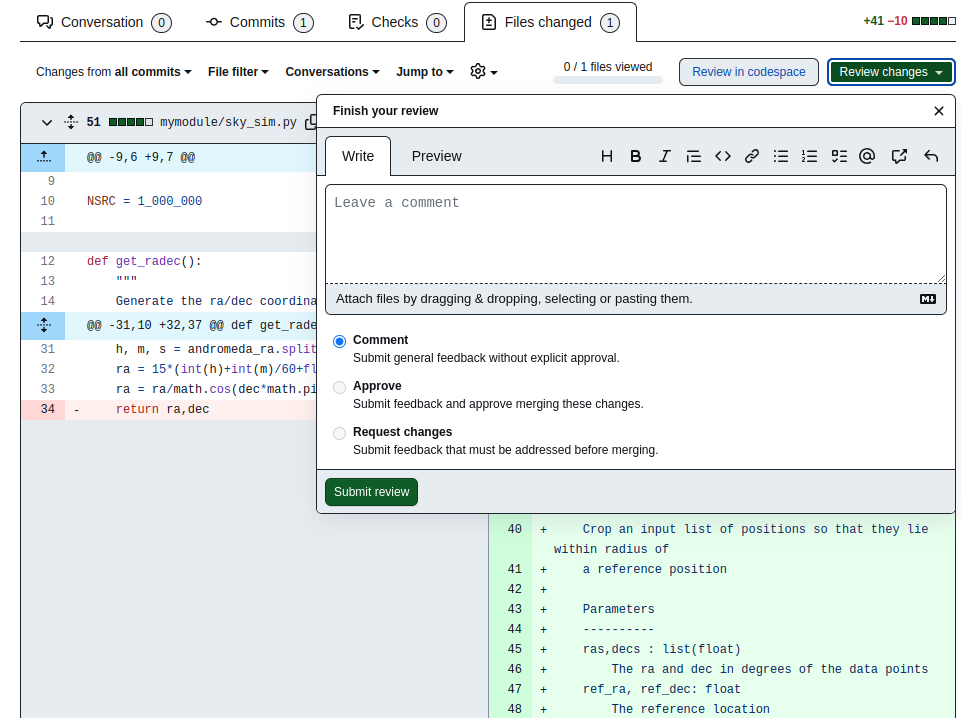 Conversation 0 Commits 1 Checks 0 Files changed 1 +41 −10
Changes from all commits File filter Conversations Jump to 0 / 1 files viewed Review in codespace Review changes
51 mymodule/sky_sim.py
@@ -9,6 +9,7 @@
9
10 NSRC = 1_000_000
11
12 def get_radec():
13 """
14 Generate the ra/dec coordina
@@ -31,10 +32,37 @@ def get_rade
31 h, m, s = andromeda_ra.split
32 ra = 15*(int(h)+int(m)/60+fl
33 ra = ra/math.cos(dec*math.pi
34 - return ra,dec
Finish your review
Write Preview
Leave a comment
Attach files by dragging & dropping, selecting or pasting them.
Comment
Submit general feedback without explicit approval.
Approve
Submit feedback and approve merging these changes.
Request changes
Submit feedback that must be addressed before merging.
Submit review
40 + Crop an input list of positions so that they lie
within radius of
41 + a reference position
42 +
43 + Parameters
44 + ----------
45 + ras,decs : list(float)
46 + The ra and dec in degrees of the data points
47 + ref_ra, ref_dec: float
48 + The reference location